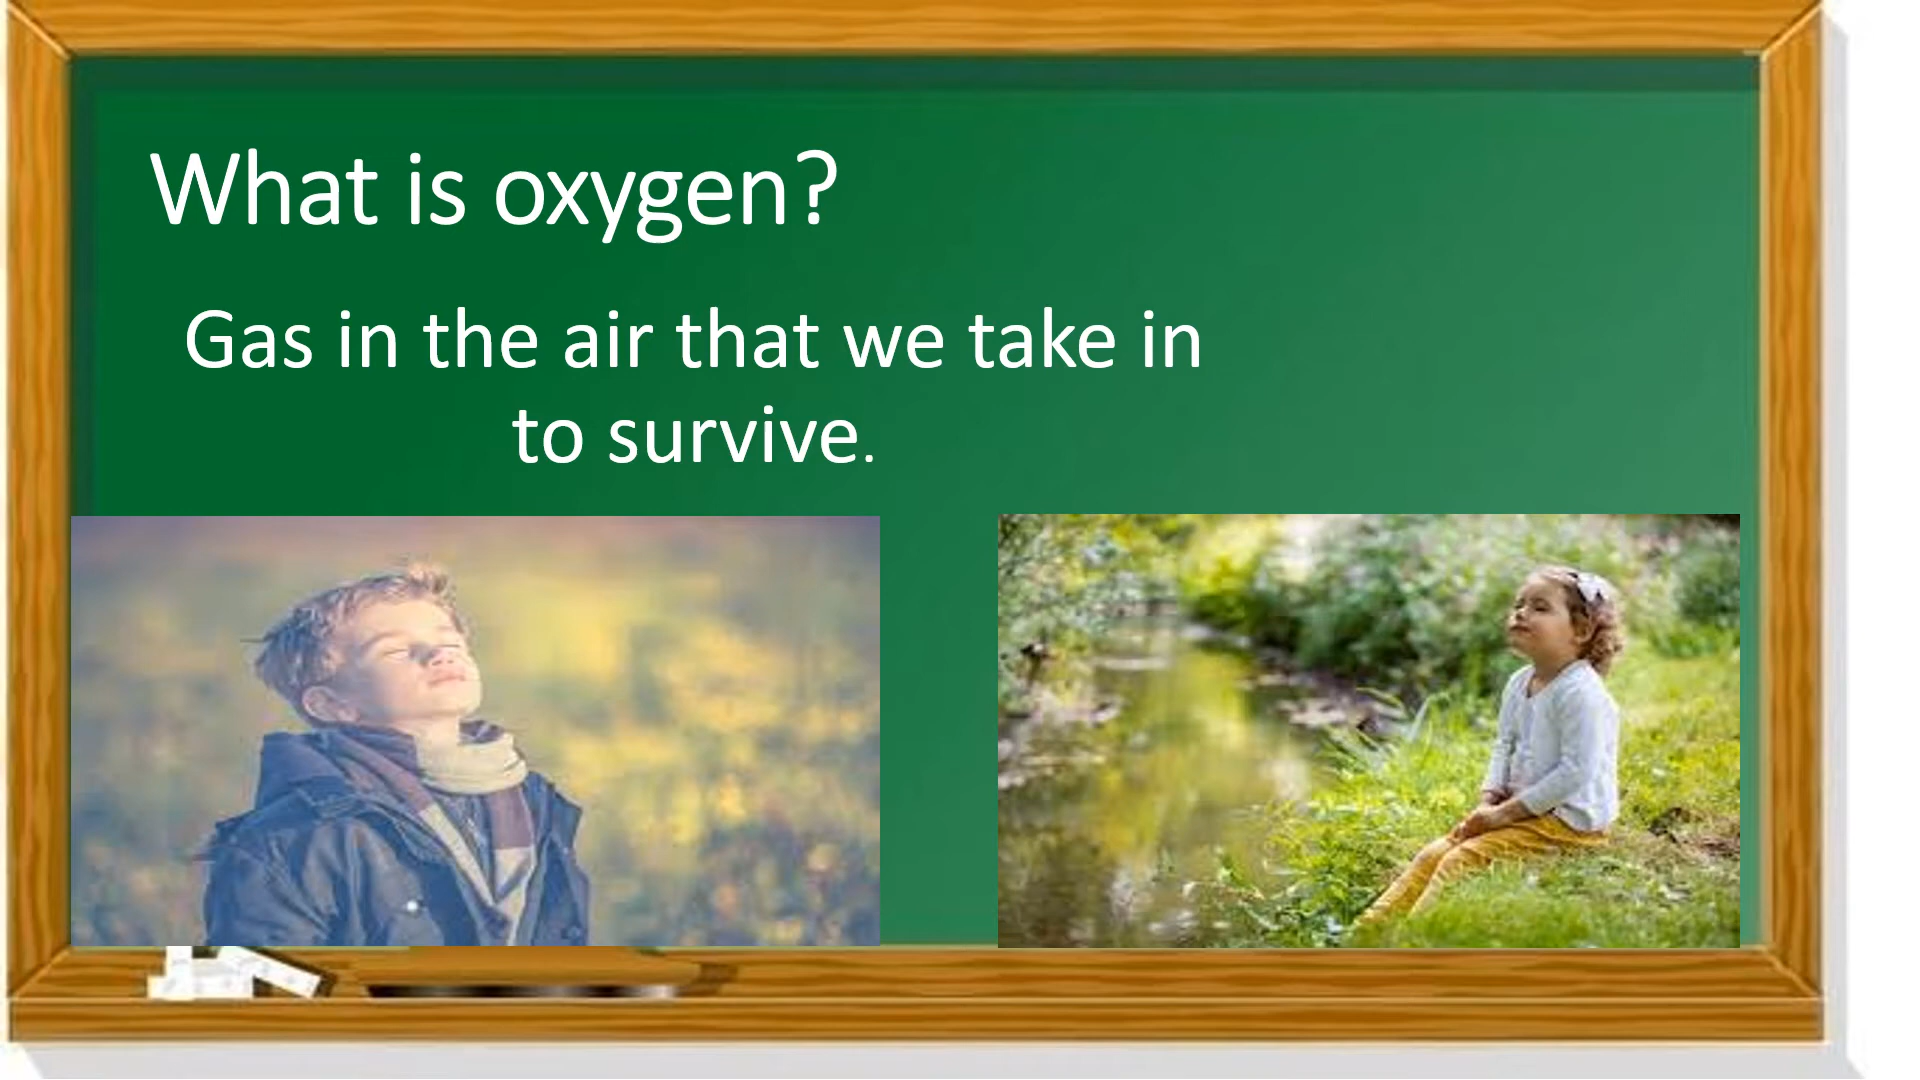 What is oxygen?
Gas in the air that we take in
to survive.